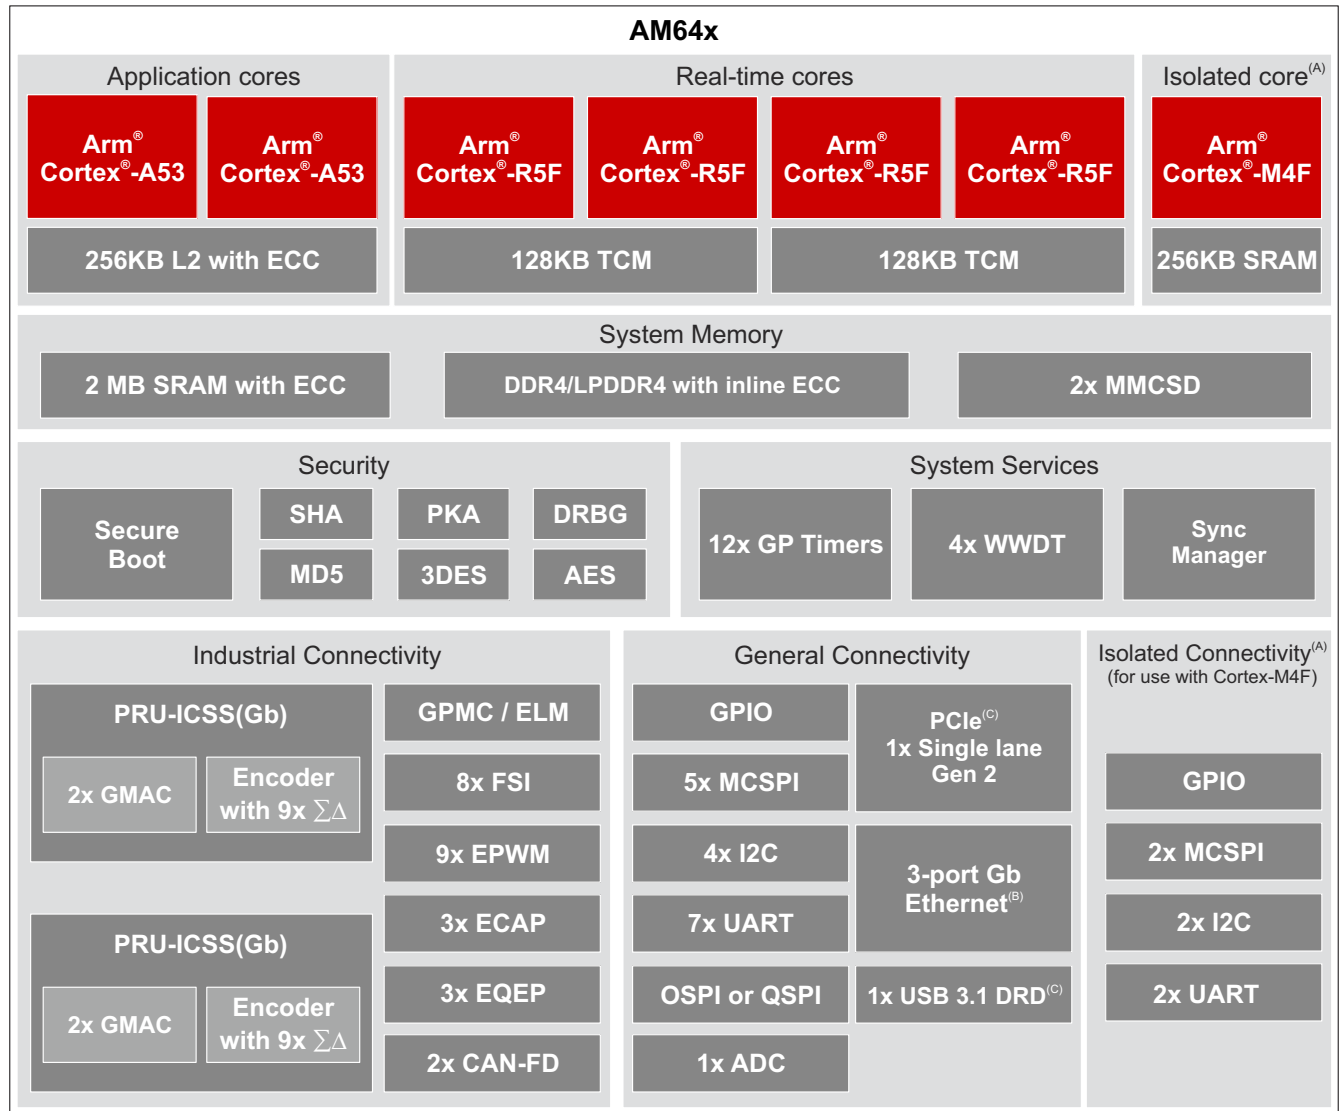 AM64x
Application cores
Arm®
Cortex®-A53
Arm®
Cortex®-A53
256KB L2 with ECC
Real-time cores
Arm®
Cortex®-R5F
Arm®
Cortex®-R5F
Arm®
Cortex®-R5F
Arm®
Cortex®-R5F
128KB TCM
128KB TCM
Isolated core(A)
Arm®
Cortex®-M4F
256KB SRAM
System Memory
2 MB SRAM with ECC
DDR4/LPDDR4 with inline ECC
2x MMCSD
Security
Secure
Boot
SHA
PKA
DRBG
MD5
3DES
AES
System Services
12x GP Timers
4x WWDT
Sync
Manager
Industrial Connectivity
PRU-ICSS(Gb)
2x GMAC
Encoder
with 9x ∑Δ
PRU-ICSS(Gb)
2x GMAC
Encoder
with 9x ∑Δ
GPMC / ELM
8x FSI
9x EPWM
3x ECAP
3x EQEP
2x CAN-FD
General Connectivity
GPIO
5x MCSPI
4x I2C
7x UART
OSPI or QSPI
1x ADC
PCIe(C)
1x Single lane
Gen 2
3-port Gb
Ethernet(B)
1x USB 3.1 DRD(C)
Isolated Connectivity(A)
(for use with Cortex-M4F)
GPIO
2x MCSPI
2x I2C
2x UART